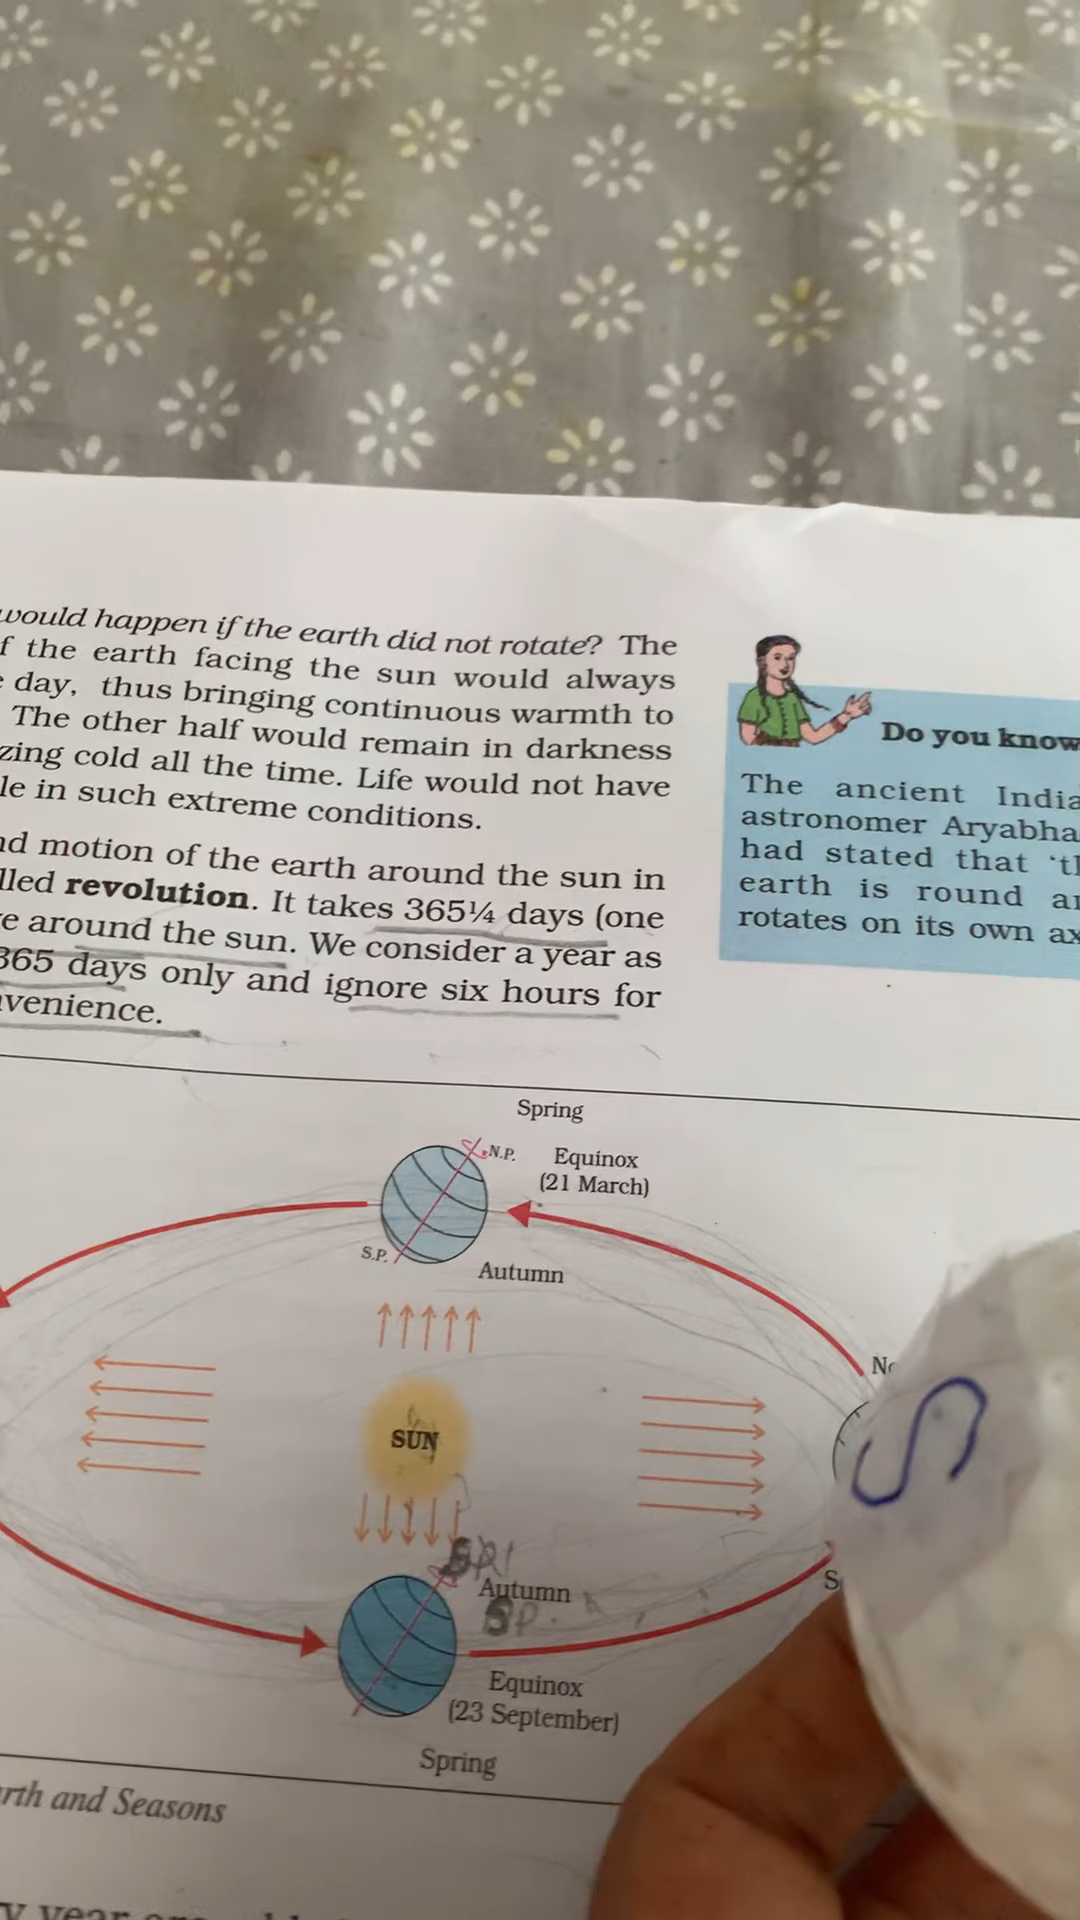 would happen if the earth did not rotate? The
f the earth facing the sun would always
day, thus bringing continuous warmth to
The other half would remain in darkness
zing cold all the time. Life would not have
le in such extreme conditions.
nd motion of the earth around the sun in
lled revolution. It takes 365¼ days (one
e around the sun. We consider a year as
365 days only and ignore six hours for
venience.
Do you know
The ancient India
astronomer Aryabha
had stated that ‘th
earth is round an
rotates on its own ax
Spring
N.P.
Equinox
(21 March)
S.P.
Autumn
SUN
S
S
Autumn
SP.
Equinox
(23 September)
Spring
rth and Seasons